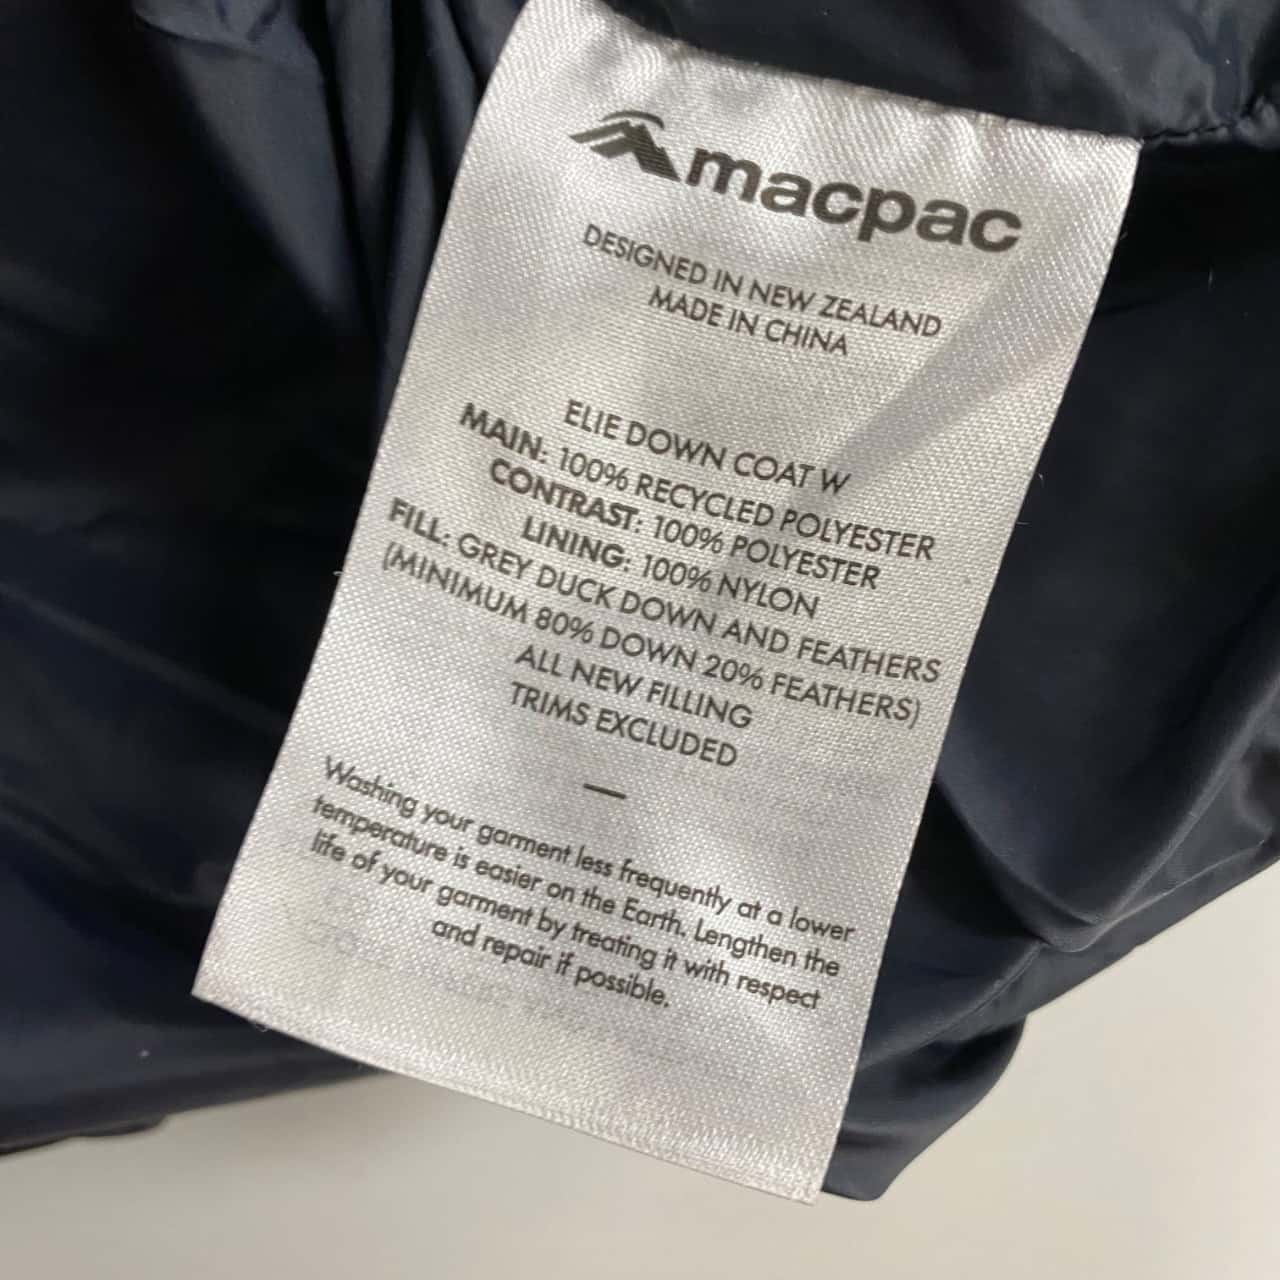 macpac
DESIGNED IN NEW ZEALAND
MADE IN CHINA
ELIE DOWN COAT W
MAIN: 100% RECYCLED POLYESTER
CONTRAST: 100% POLYESTER
LINING: 100% NYLON
FILL: GREY DUCK DOWN AND FEATHERS
(MINIMUM 80% DOWN 20% FEATHERS)
ALL NEW FILLING
TRIMS EXCLUDED
—
Washing your garment less frequently at a lower
temperature is easier on the Earth. Lengthen the
life of your garment by treating it with respect
and repair if possible.